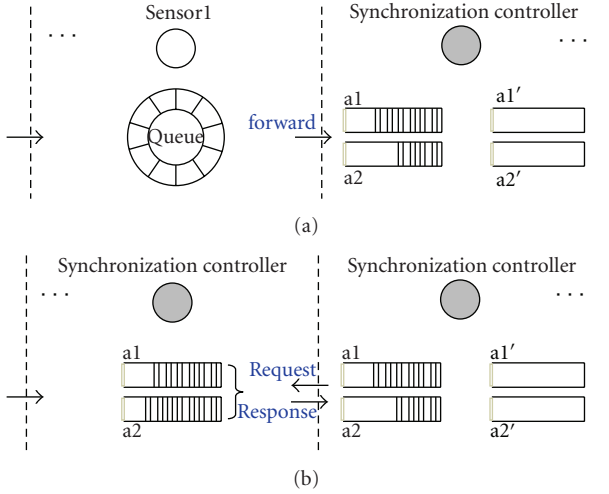 Sensor1
Synchronization controller
. . .
. . .
a1
a1′
Queue
forward
a2
a2′
(a)
Synchronization controller
Synchronization controller
. . .
. . .
a1
a1
a1′
Request
Response
a2
a2
a2′
(b)